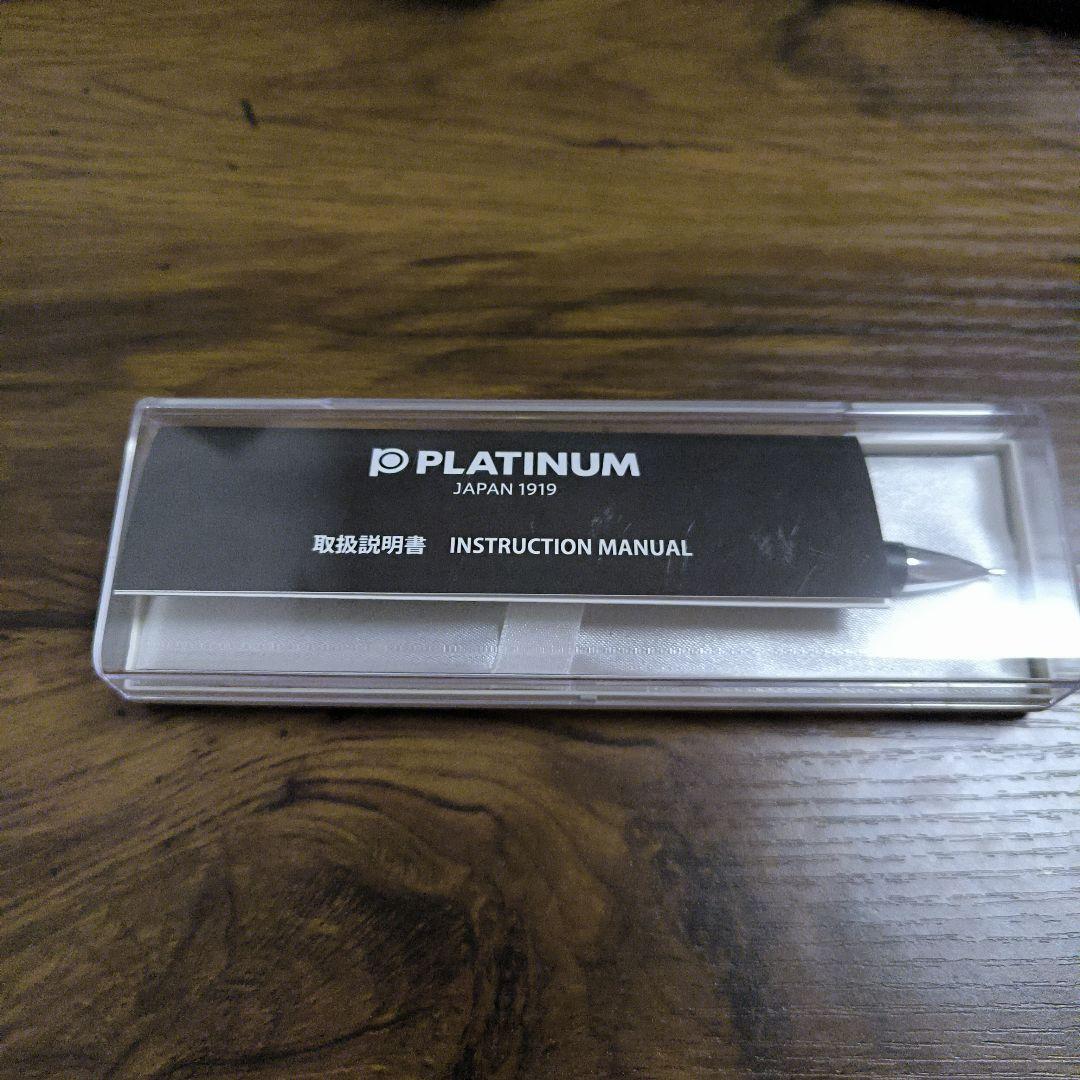 PLATINUM
JAPAN 1919
取扱説明書 INSTRUCTION MANUAL